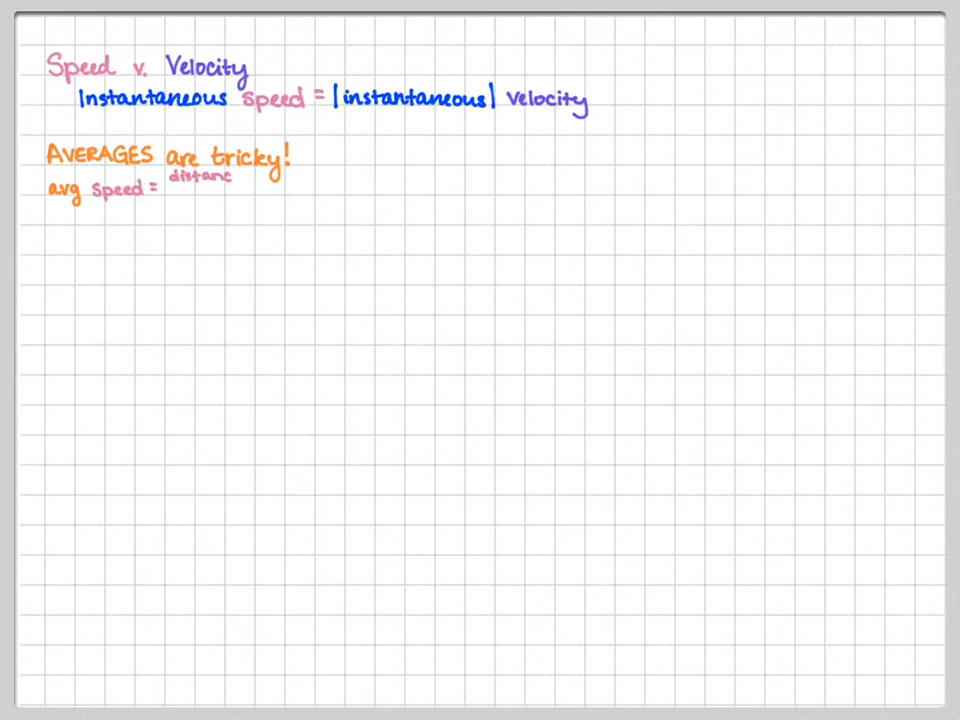 Speed v. Velocity
Instantaneous speed = |instantaneous| velocity
AVERAGES are tricky!
avg speed = distanc